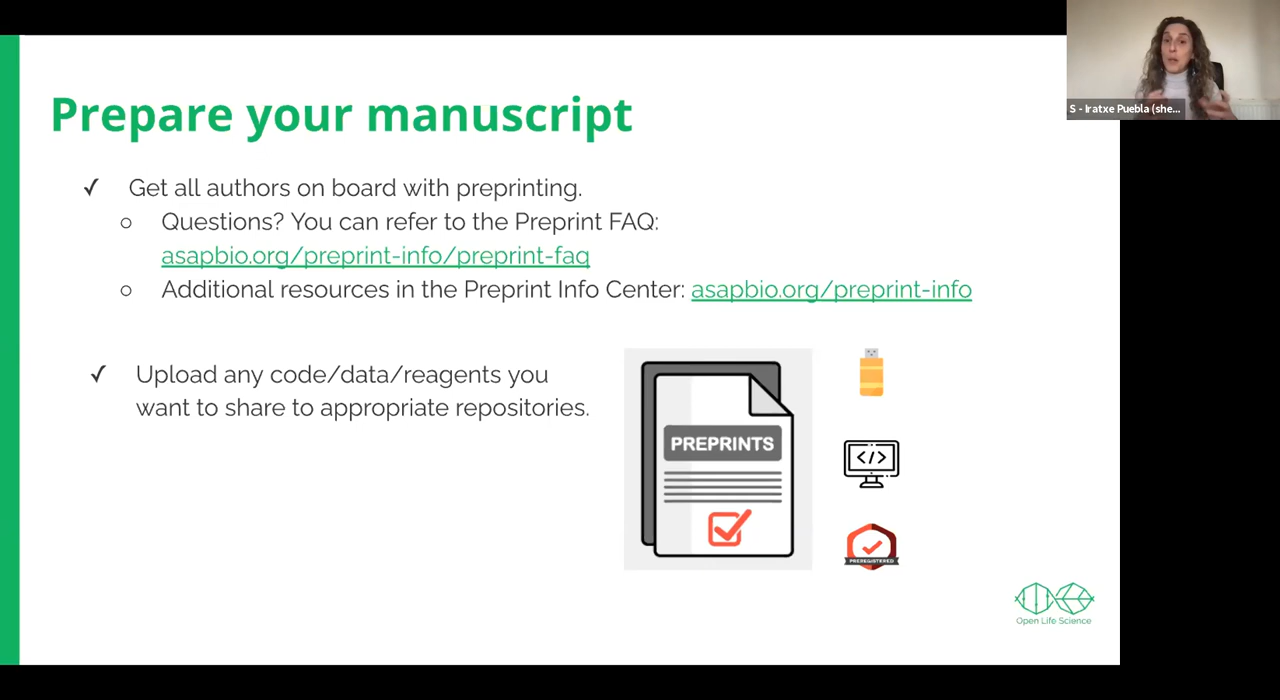 S - Iratxe Puebla (she...
Prepare your manuscript
✓ Get all authors on board with preprinting.
○ Questions? You can refer to the Preprint FAQ:
asapbio.org/preprint-info/preprint-faq
○ Additional resources in the Preprint Info Center: asapbio.org/preprint-info
✓ Upload any code/data/reagents you
want to share to appropriate repositories.
PREPRINTS
</>
PREREGISTERED
Open Life Science